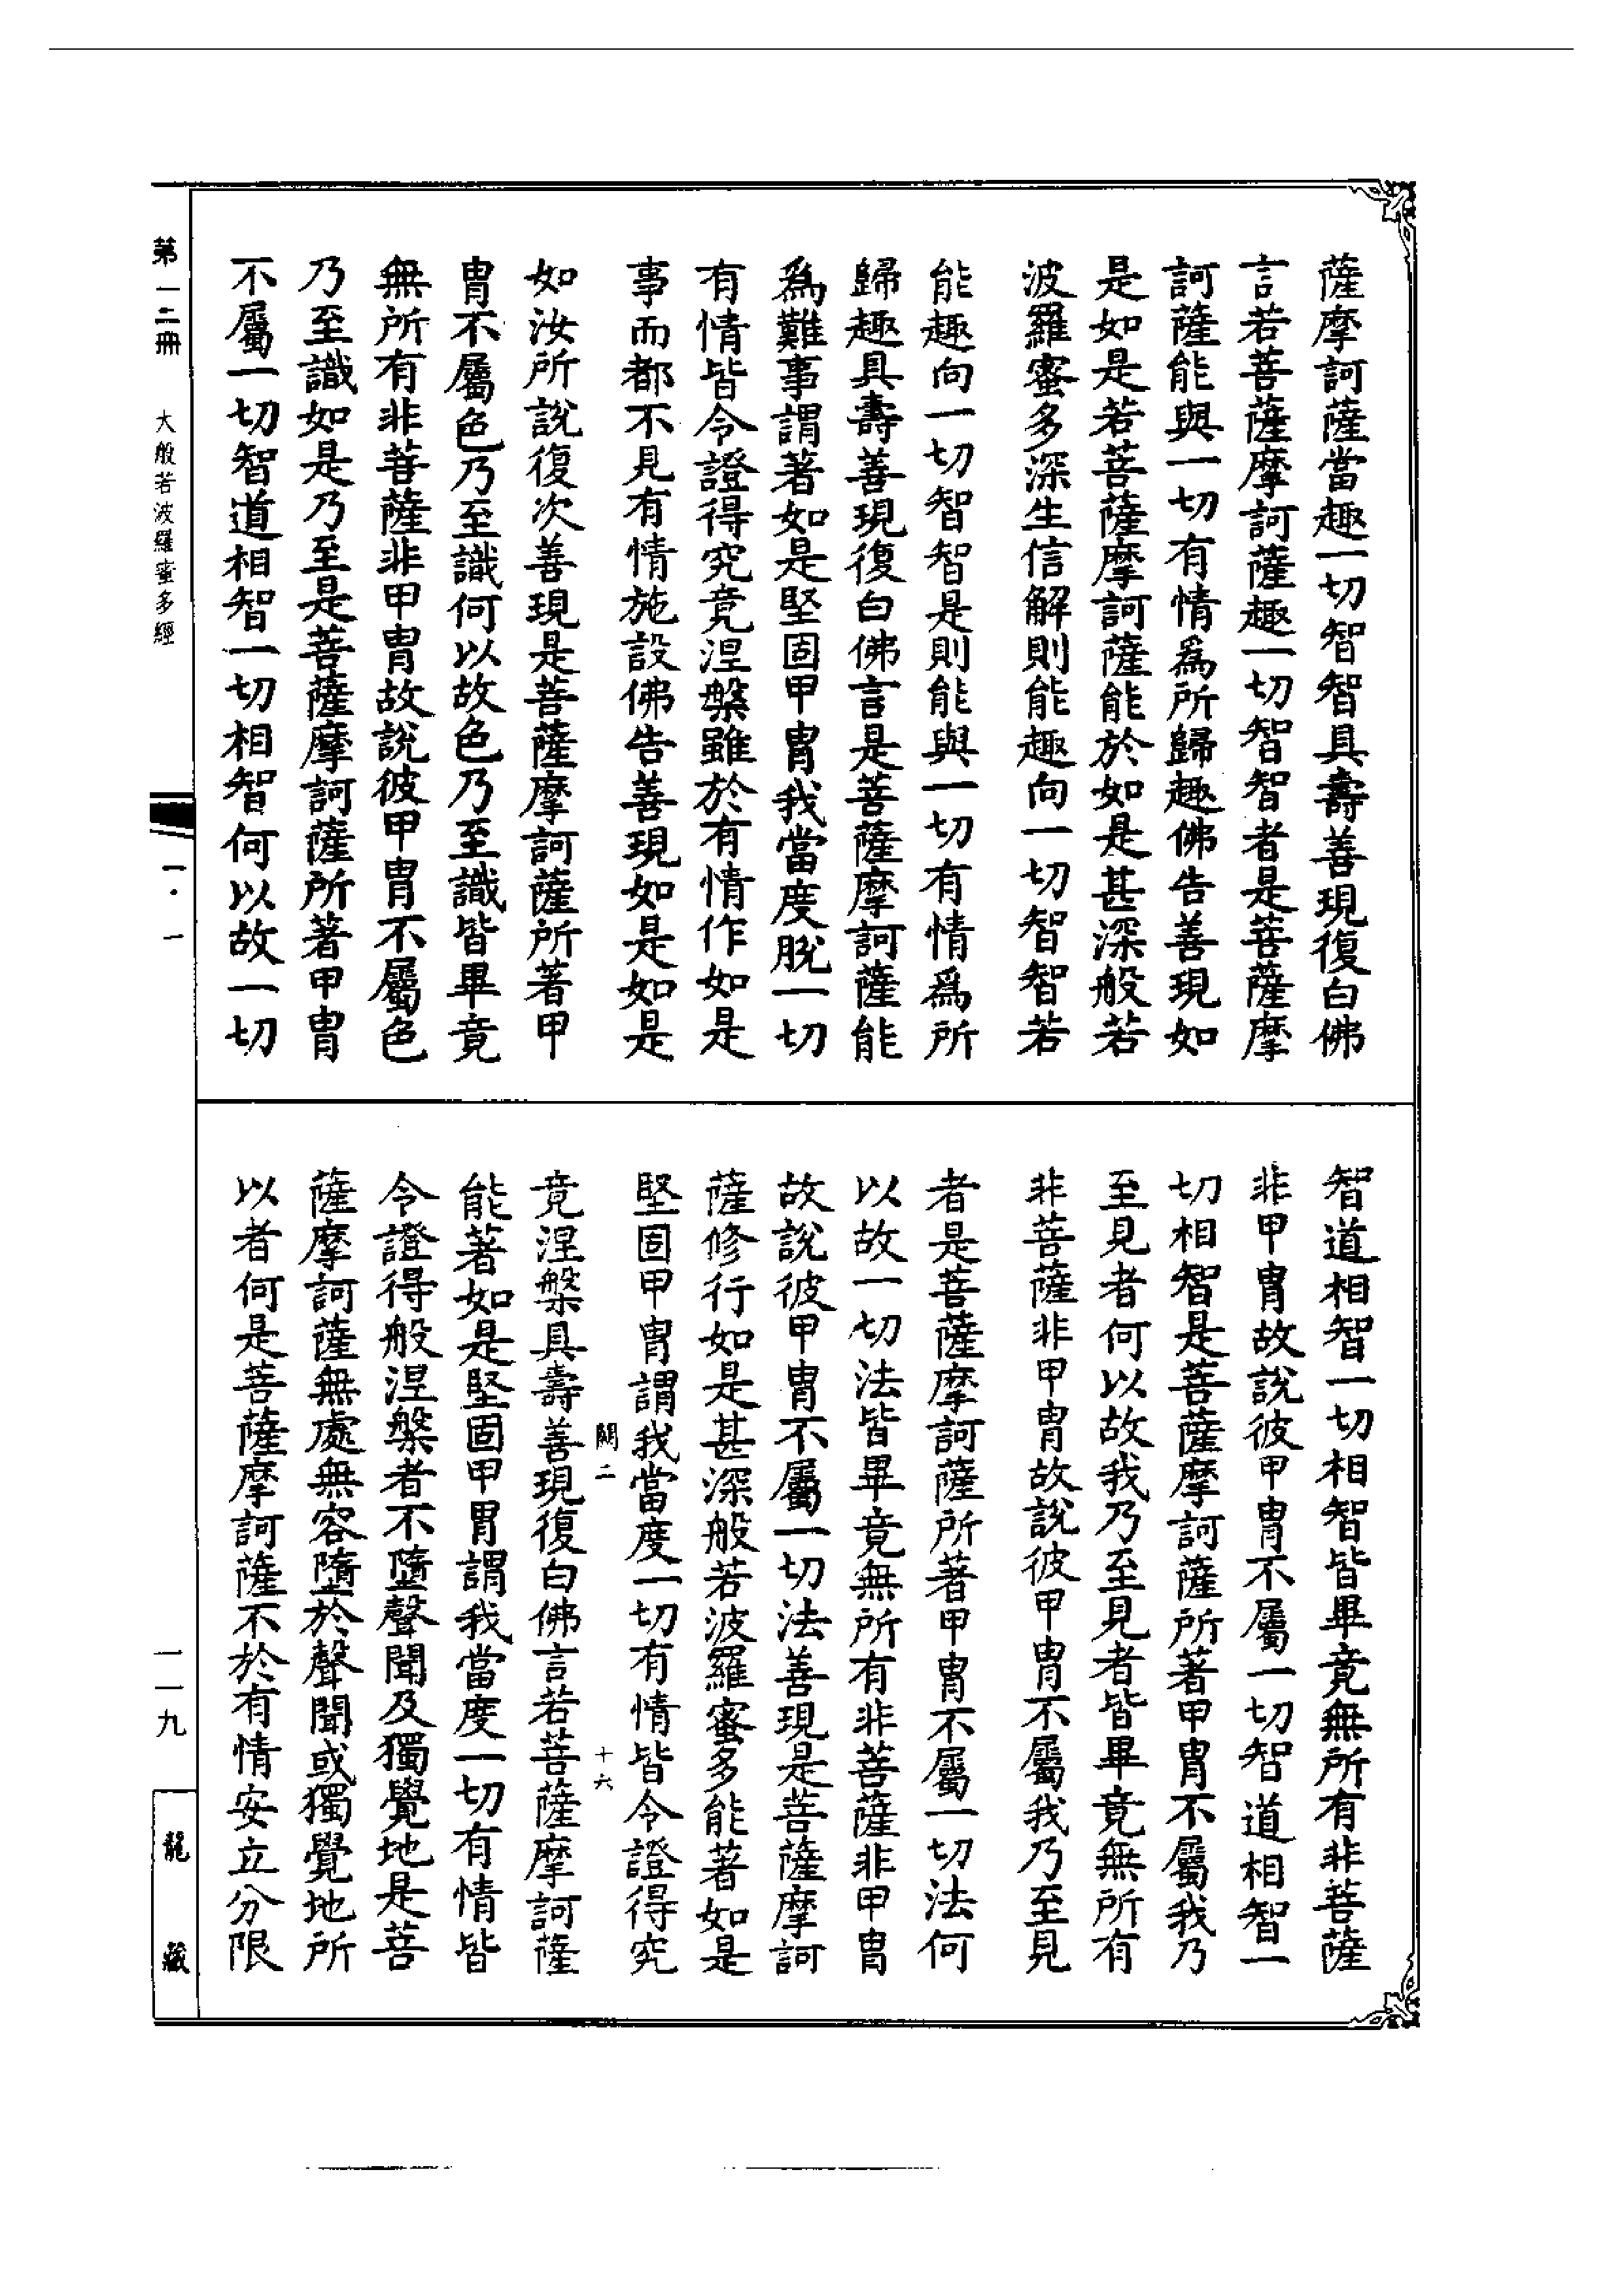 薩摩訶薩當趣一切智智具壽善現復白佛
言若菩薩摩訶薩趣一切智智者是菩薩摩
訶薩能與一切有情爲所歸趣佛告善現如
是如是若菩薩摩訶薩能於如是甚深般若
波羅蜜多深生信解則能趣向一切智智若
能趣向一切智智是則能與一切有情爲所
歸趣具壽善現復白佛言是菩薩摩訶薩能
爲難事謂著如是堅固甲冑我當度脫一切
有情皆令證得究竟涅槃雖於有情作如是
事而都不見有情施設佛告善現如是如是
如汝所說復次善現是菩薩摩訶薩所著甲
冑不屬色乃至識何以故色乃至識皆畢竟
無所有非菩薩非甲冑故說彼甲冑不屬色
乃至識如是乃至是菩薩摩訶薩所著甲冑
不屬一切智道相智一切相智何以故一切
智道相智一切相智皆畢竟無所有非菩薩
非甲冑故說彼甲冑不屬一切智道相智一
切相智是菩薩摩訶薩所著甲冑不屬我乃
至見者何以故我乃至見者皆畢竟無所有
非菩薩非甲冑故說彼甲冑不屬我乃至見
者是菩薩摩訶薩所著甲冑不屬一切法何
以故一切法皆畢竟無所有非菩薩非甲冑
故說彼甲冑不屬一切法善現是菩薩摩訶
薩修行如是甚深般若波羅蜜多能著如是
堅固甲冑謂我當度一切有情皆令證得究
闕二 十六
竟涅槃具壽善現復白佛言若菩薩摩訶薩
能著如是堅固甲冑謂我當度一切有情皆
令證得般涅槃者不墮聲聞及獨覺地是菩
薩摩訶薩無處無容墮於聲聞或獨覺地所
以者何是菩薩摩訶薩不於有情安立分限
第一二冊 大般若波羅蜜多經 一·一 一一九 龍藏